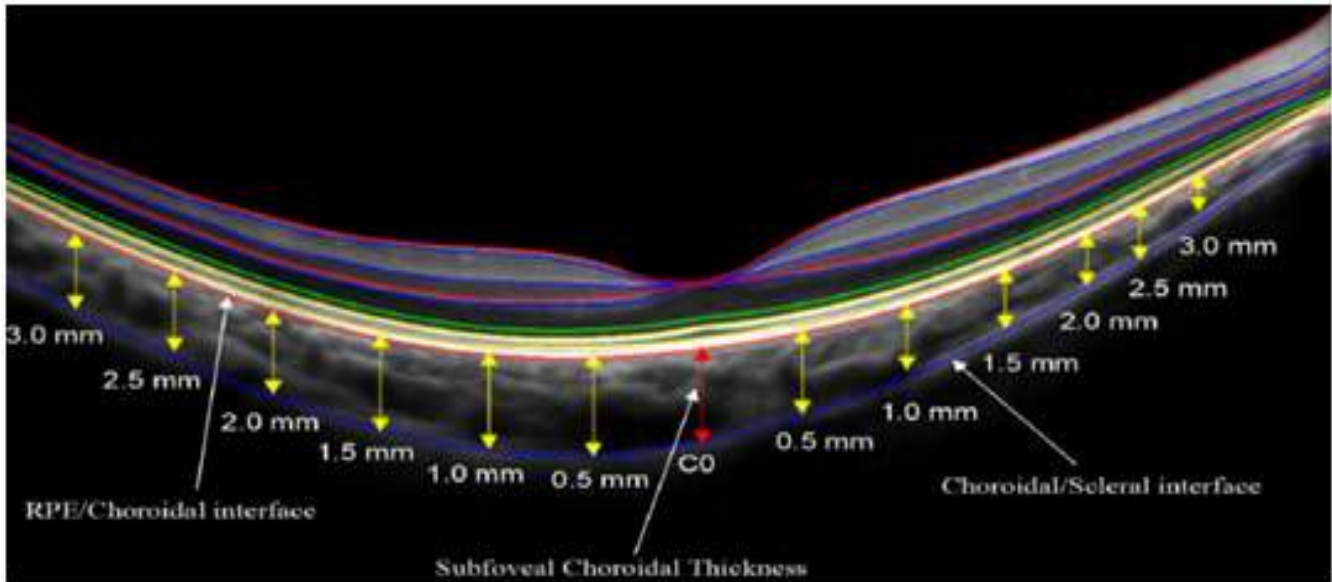 3.0 mm
2.5 mm
2.0 mm
1.5 mm
1.0 mm
0.5 mm
C0
0.5 mm
1.0 mm
1.5 mm
2.0 mm
2.5 mm
3.0 mm
RPE/Choroidal interface
Subfoveal Choroidal Thickness
Choroidal/Scleral interface